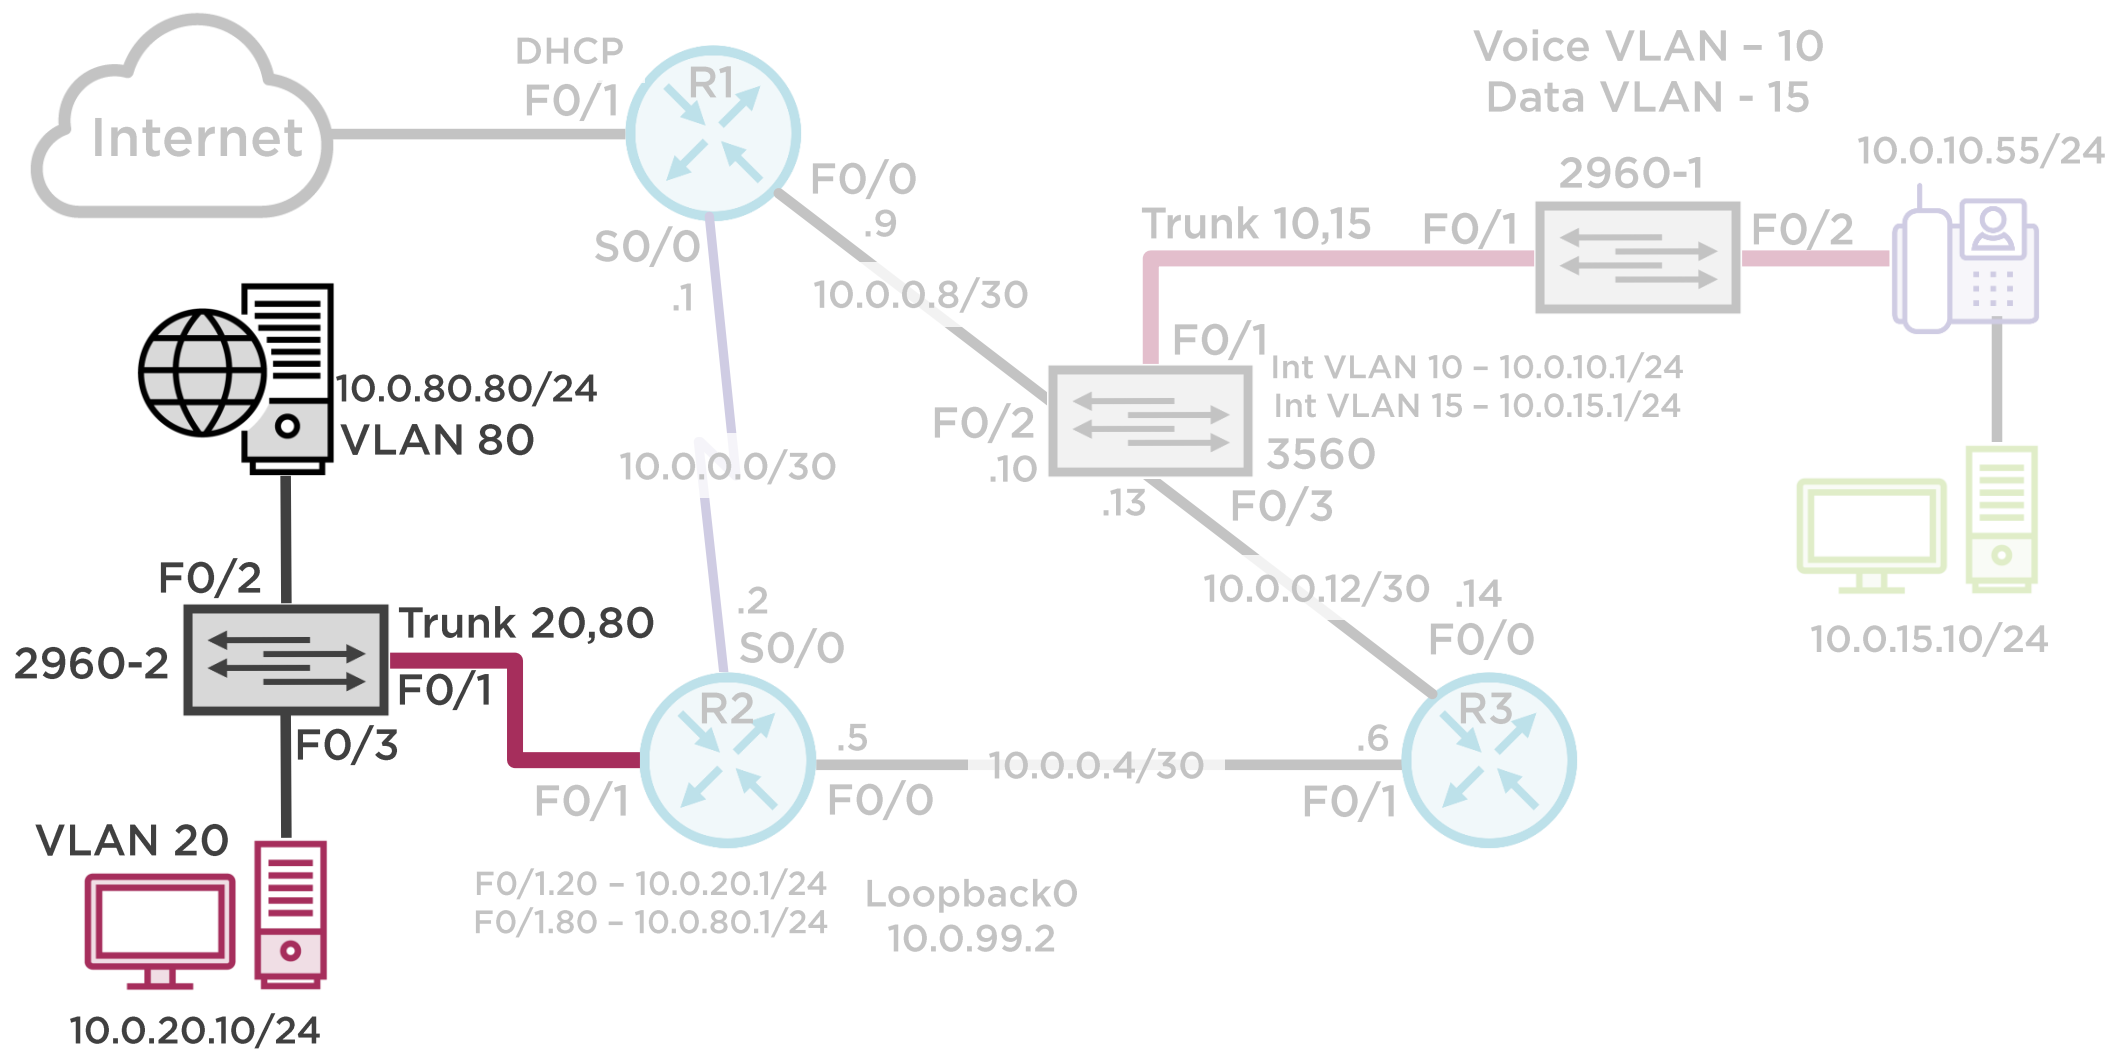 DHCP
F0/1
R1
Internet
F0/0
.9
S0/0
.1
10.0.0.8/30
Voice VLAN – 10
Data VLAN - 15
2960-1
10.0.10.55/24
Trunk 10,15
F0/1
F0/2
F0/1
Int VLAN 10 – 10.0.10.1/24
Int VLAN 15 – 10.0.15.1/24
F0/2
.10
3560
.13
F0/3
10.0.80.80/24
VLAN 80
10.0.0.0/30
F0/2
2960-2
Trunk 20,80
F0/1
F0/3
.2
S0/0
R2
10.0.0.12/30
.14
F0/0
R3
10.0.15.10/24
.5
10.0.0.4/30
.6
F0/1
F0/0
F0/1
VLAN 20
F0/1.20 – 10.0.20.1/24
F0/1.80 – 10.0.80.1/24
Loopback0
10.0.99.2
10.0.20.10/24